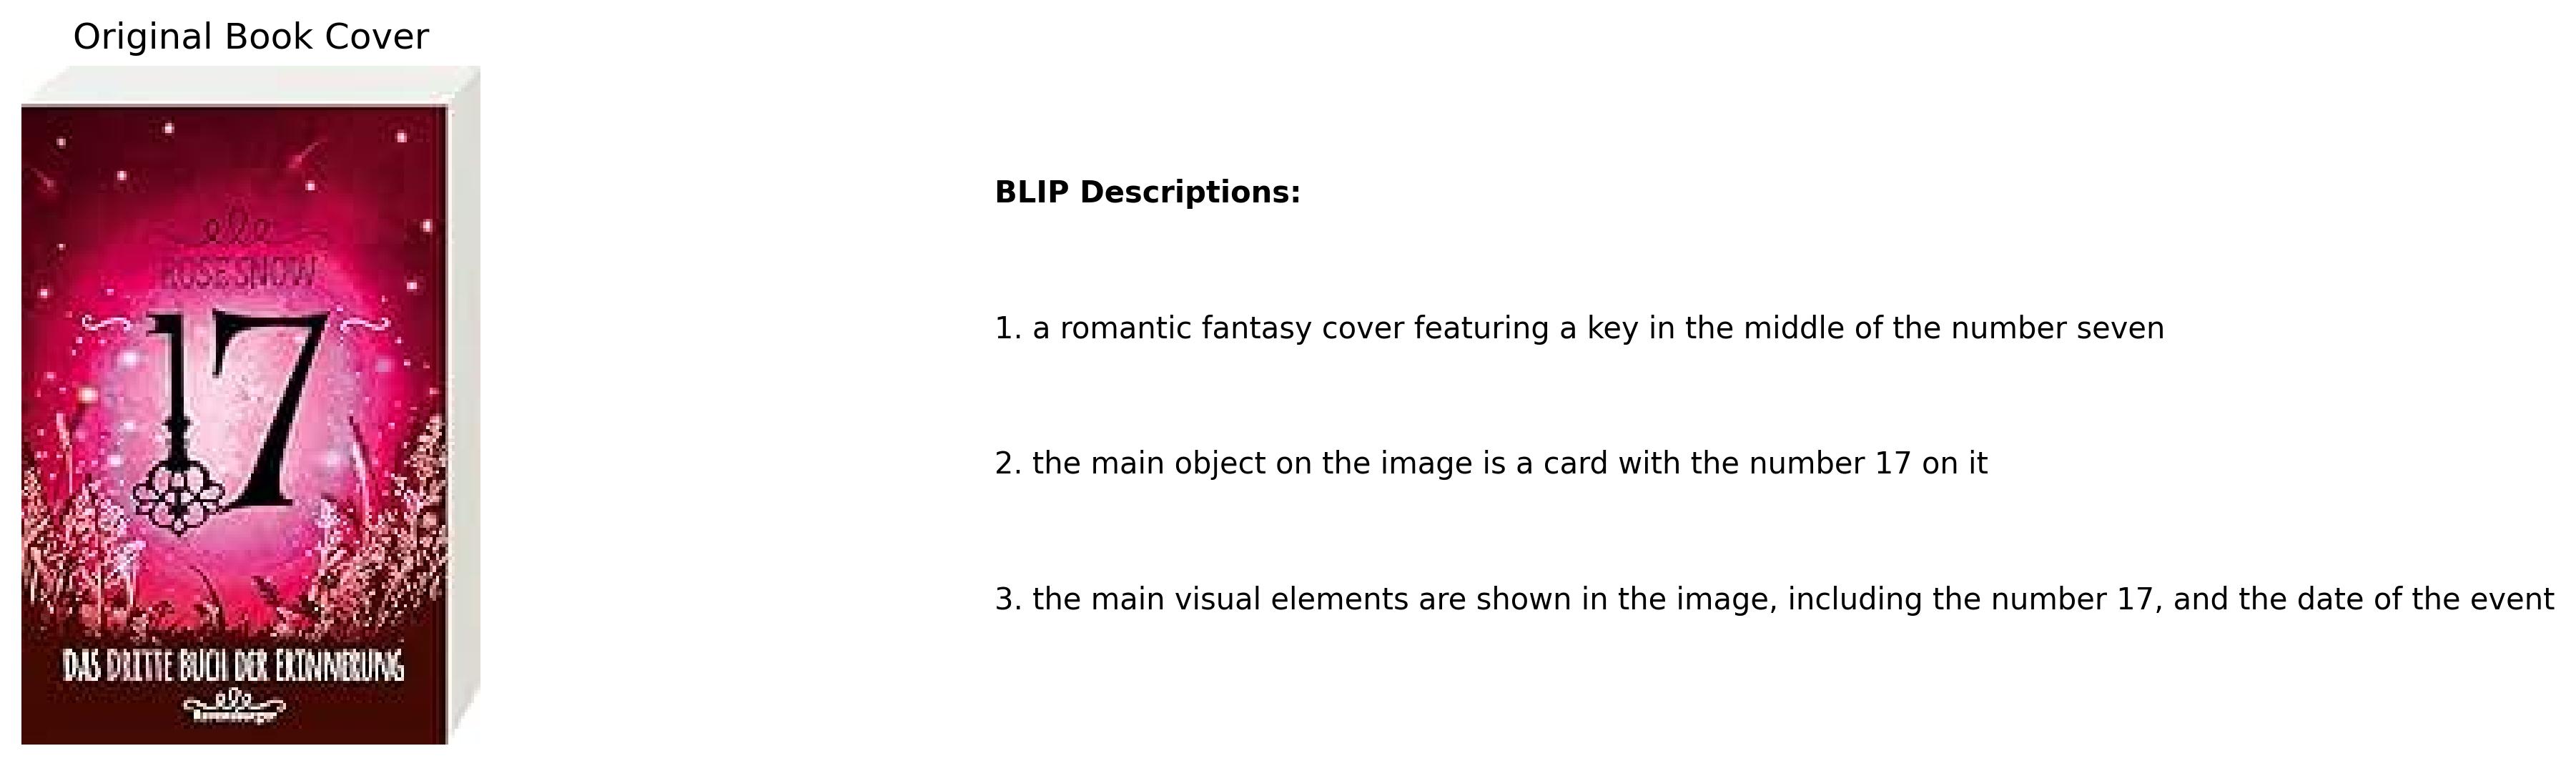 Original Book Cover
ROSE SNOW
17
DAS DRITTE BUCH DER ERINNERUNG
Ravensburger
BLIP Descriptions:
1. a romantic fantasy cover featuring a key in the middle of the number seven
2. the main object on the image is a card with the number 17 on it
3. the main visual elements are shown in the image, including the number 17, and the date of the event